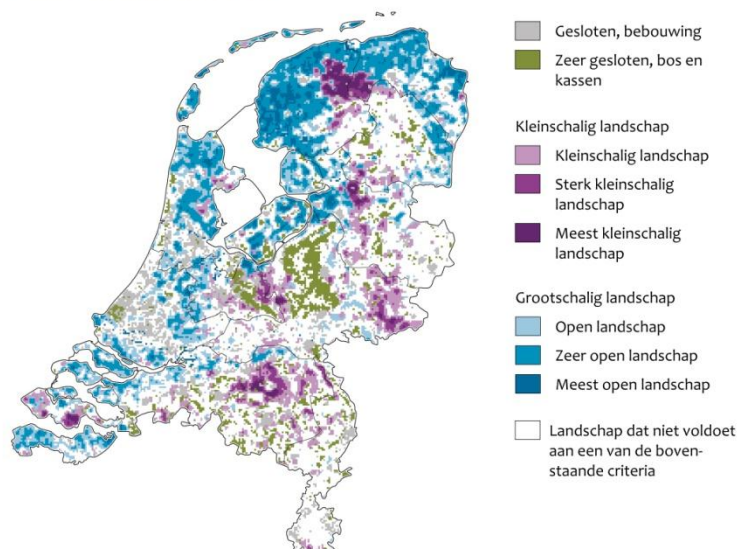 Gesloten, bebouwing
Zeer gesloten, bos en
kassen
Kleinschalig landschap
Kleinschalig landschap
Sterk kleinschalig
landschap
Meest kleinschalig
landschap
Grootschalig landschap
Open landschap
Zeer open landschap
Meest open landschap
Landschap dat niet voldoet
aan een van de boven-
staande criteria